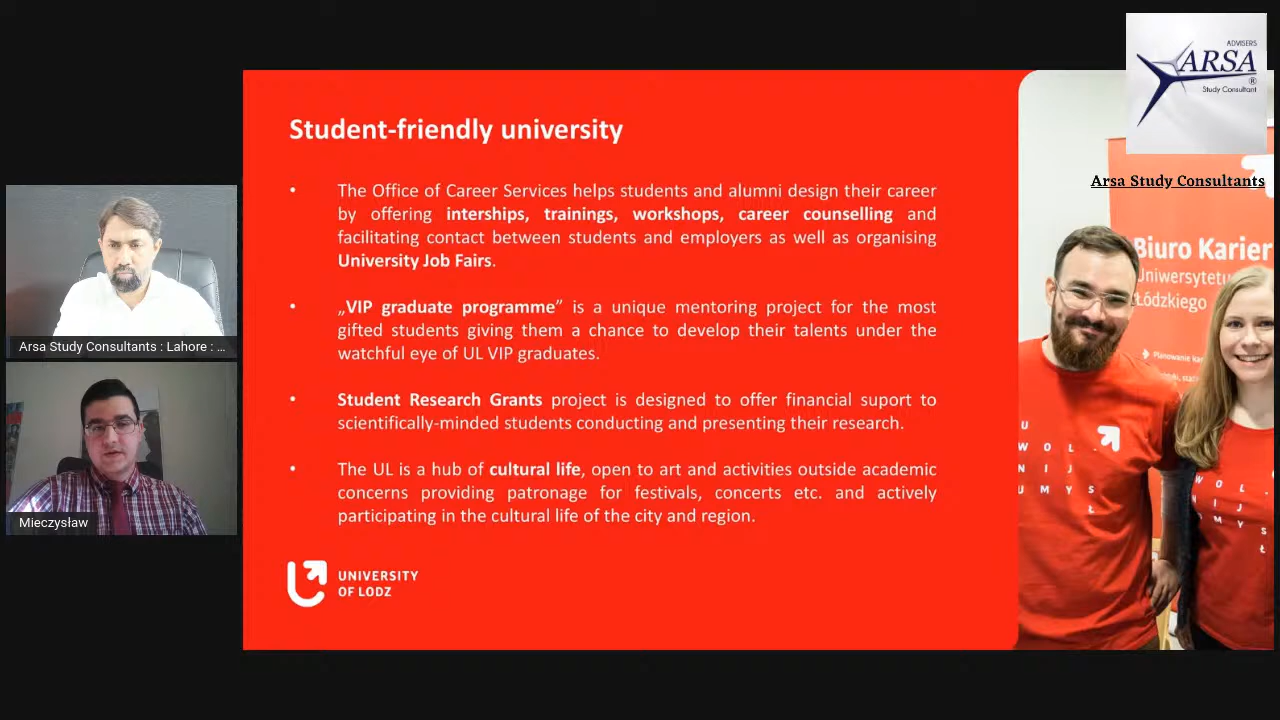 ADVISERS
ARSA
®
Study Consultant
Arsa Study Consultants
Student-friendly university
• The Office of Career Services helps students and alumni design their career
by offering interships, trainings, workshops, career counselling and
facilitating contact between students and employers as well as organising
University Job Fairs.
• „VIP graduate programme” is a unique mentoring project for the most
gifted students giving them a chance to develop their talents under the
watchful eye of UL VIP graduates.
• Student Research Grants project is designed to offer financial suport to
scientifically-minded students conducting and presenting their research.
• The UL is a hub of cultural life, open to art and activities outside academic
concerns providing patronage for festivals, concerts etc. and actively
participating in the cultural life of the city and region.
UNIVERSITY
OF LODZ
Arsa Study Consultants : Lahore : ...
Mieczysław
Biuro Karier
Uniwersytetu
Łódzkiego
Planowanie
U
W O L
N I J
U M Y S
Ł
W O L
N I J
O M Y S
Ł